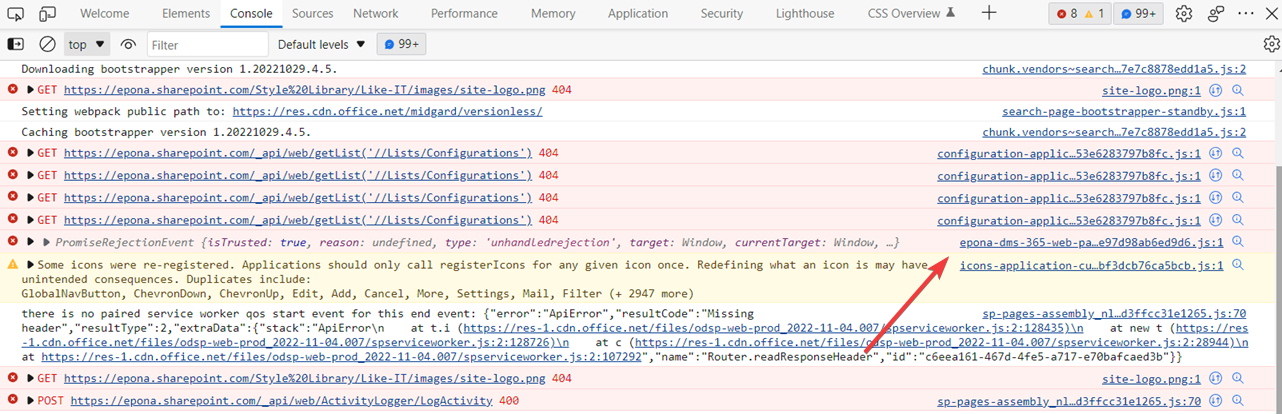 Welcome Elements Console Sources Network Performance Memory Application Security Lighthouse CSS Overview 8 1 99+
top Filter Default levels 99+
Downloading bootstrapper version 1.20221029.4.5. chunk.vendors~search…7e7c8878edd1a5.js:2
GET https://epona.sharepoint.com/Style%20Library/Like-IT/images/site-logo.png 404 site-logo.png:1
Setting webpack public path to: https://res.cdn.office.net/midgard/versionless/ search-page-bootstrapper-standby.js:1
Caching bootstrapper version 1.20221029.4.5. chunk.vendors~search…7e7c8878edd1a5.js:2
GET https://epona.sharepoint.com/_api/web/getList('//Lists/Configurations') 404 configuration-applic…53e6283797b8fc.js:1
GET https://epona.sharepoint.com/_api/web/getList('//Lists/Configurations') 404 configuration-applic…53e6283797b8fc.js:1
GET https://epona.sharepoint.com/_api/web/getList('//Lists/Configurations') 404 configuration-applic…53e6283797b8fc.js:1
GET https://epona.sharepoint.com/_api/web/getList('//Lists/Configurations') 404 configuration-applic…53e6283797b8fc.js:1
PromiseRejectionEvent {isTrusted: true, reason: undefined, type: 'unhandledrejection', target: Window, currentTarget: Window, …} epona-dms-365-web-pa…e97d98ab6ed9d6.js:1
Some icons were re-registered. Applications should only call registerIcons for any given icon once. Redefining what an icon is may have icons-application-cu…bf3dcb76ca5bcb.js:1
unintended consequences. Duplicates include:
GlobalNavButton, ChevronDown, ChevronUp, Edit, Add, Cancel, More, Settings, Mail, Filter (+ 2947 more)
there is no paired service worker qos start event for this end event: {"error":"ApiError","resultCode":"Missing sp-pages-assembly_nl…d3ffcc31e1265.js:70
header","resultType":2,"extraData":{"stack":"ApiError\n at t.i (https://res-1.cdn.office.net/files/odsp-web-prod_2022-11-04.007/spserviceworker.js:2:128435)\n at new t (https://res
-1.cdn.office.net/files/odsp-web-prod_2022-11-04.007/spserviceworker.js:2:128726)\n at c (https://res-1.cdn.office.net/files/odsp-web-prod_2022-11-04.007/spserviceworker.js:2:28944)\n
at https://res-1.cdn.office.net/files/odsp-web-prod_2022-11-04.007/spserviceworker.js:2:107292","name":"Router.readResponseHeader","id":"c6eea161-467d-4fe5-a717-e70bafcaed3b"}}
GET https://epona.sharepoint.com/Style%20Library/Like-IT/images/site-logo.png 404 site-logo.png:1
POST https://epona.sharepoint.com/_api/web/ActivityLogger/LogActivity 400 sp-pages-assembly_nl…d3ffcc31e1265.js:70